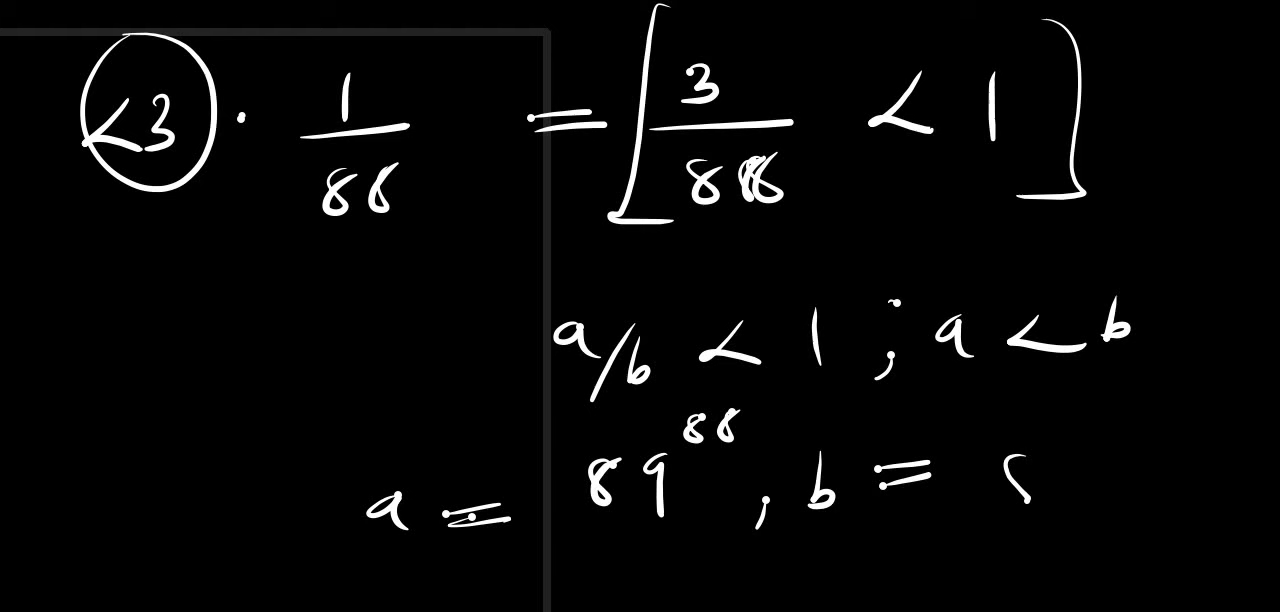 <3 · 1/88 = [3/88 < 1]
a/b < 1 ; a < b
a = 89^88 , b =